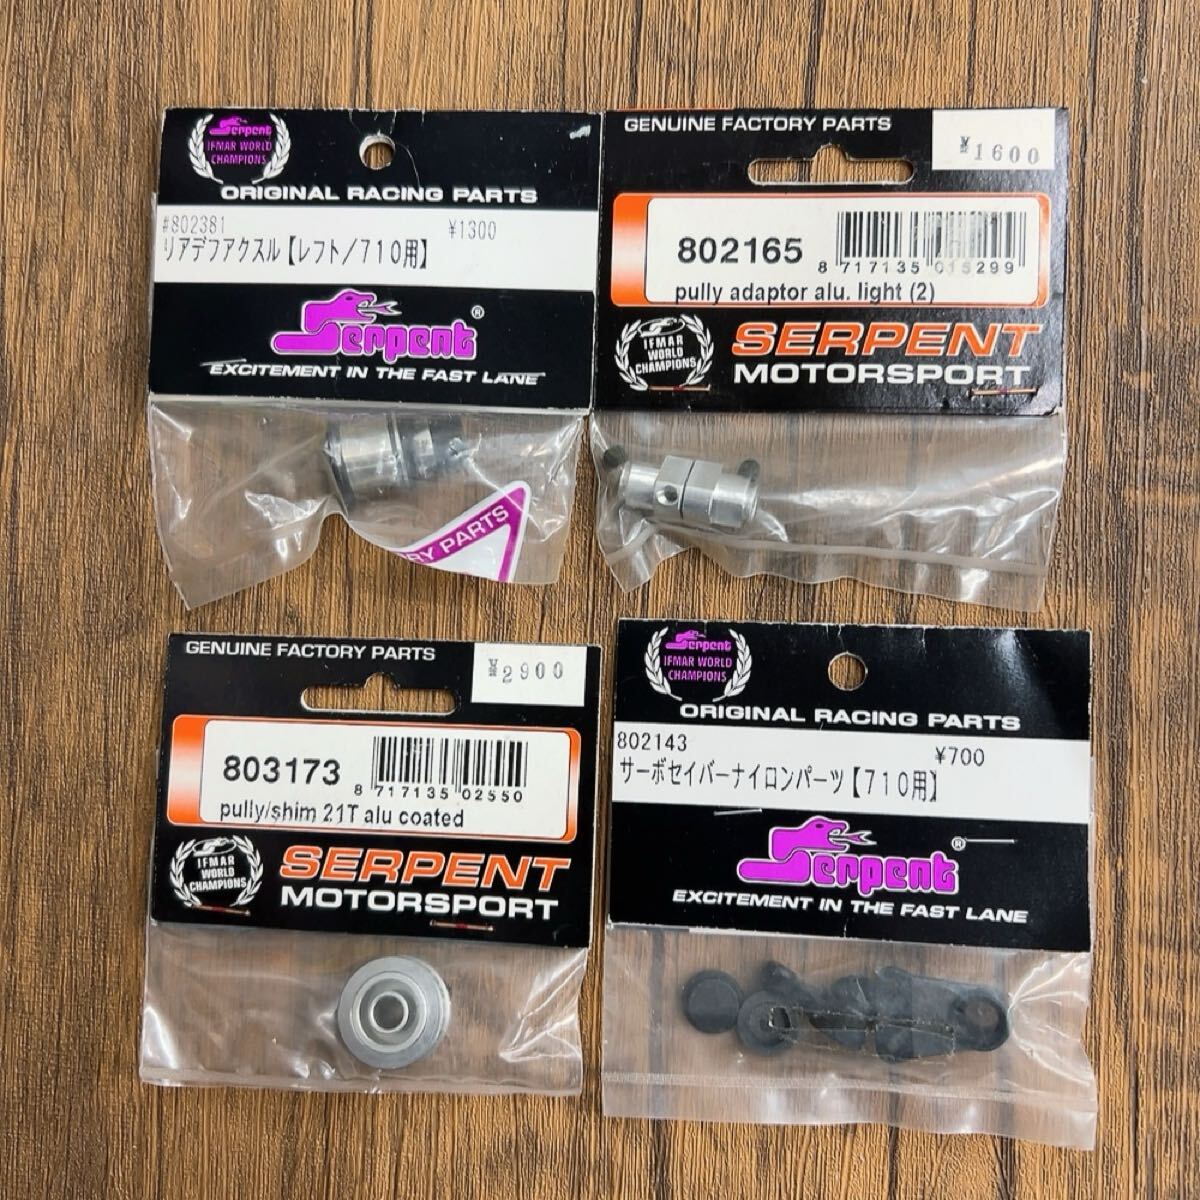 Serpent
IFMAR WORLD
CHAMPIONS
ORIGINAL RACING PARTS
#802381
¥1300
リアデフアクスル【レフト/710用】
Serpent®
EXCITEMENT IN THE FAST LANE
RY PARTS
GENUINE FACTORY PARTS
¥1600
802165
8 717135 015299
pully adaptor alu. light (2)
IFMAR
WORLD
CHAMPIONS
SERPENT
MOTORSPORT
GENUINE FACTORY PARTS
¥2900
803173
8 717135 02550
pully/shim 21T alu coated
IFMAR
WORLD
CHAMPIONS
SERPENT
MOTORSPORT
Serpent
IFMAR WORLD
CHAMPIONS
ORIGINAL RACING PARTS
802143
¥700
サーボセイバーナイロンパーツ【710用】
Serpent®
EXCITEMENT IN THE FAST LANE